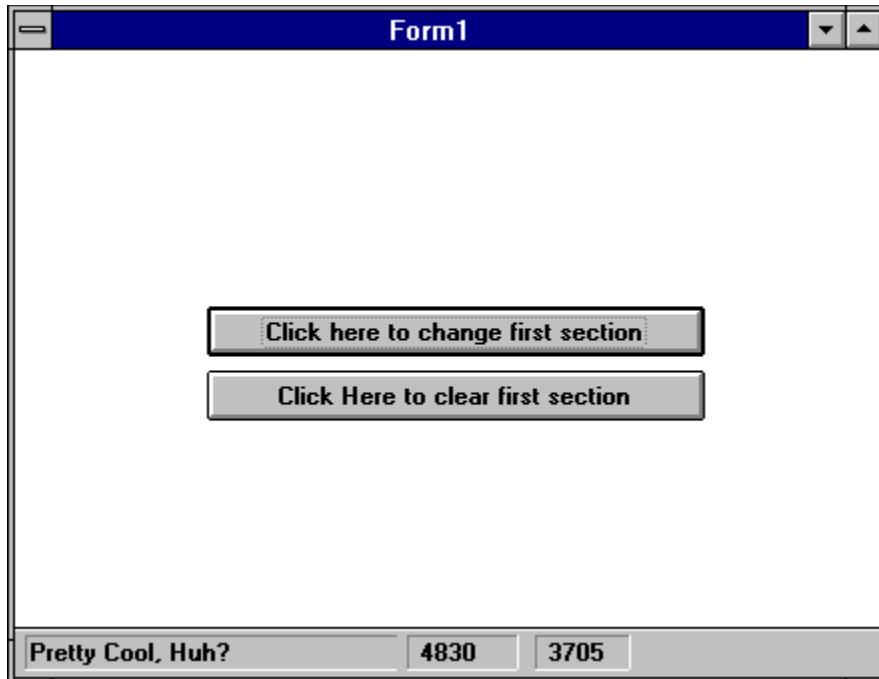 Form1
Click here to change first section
Click Here to clear first section
Pretty Cool, Huh? 4830 3705